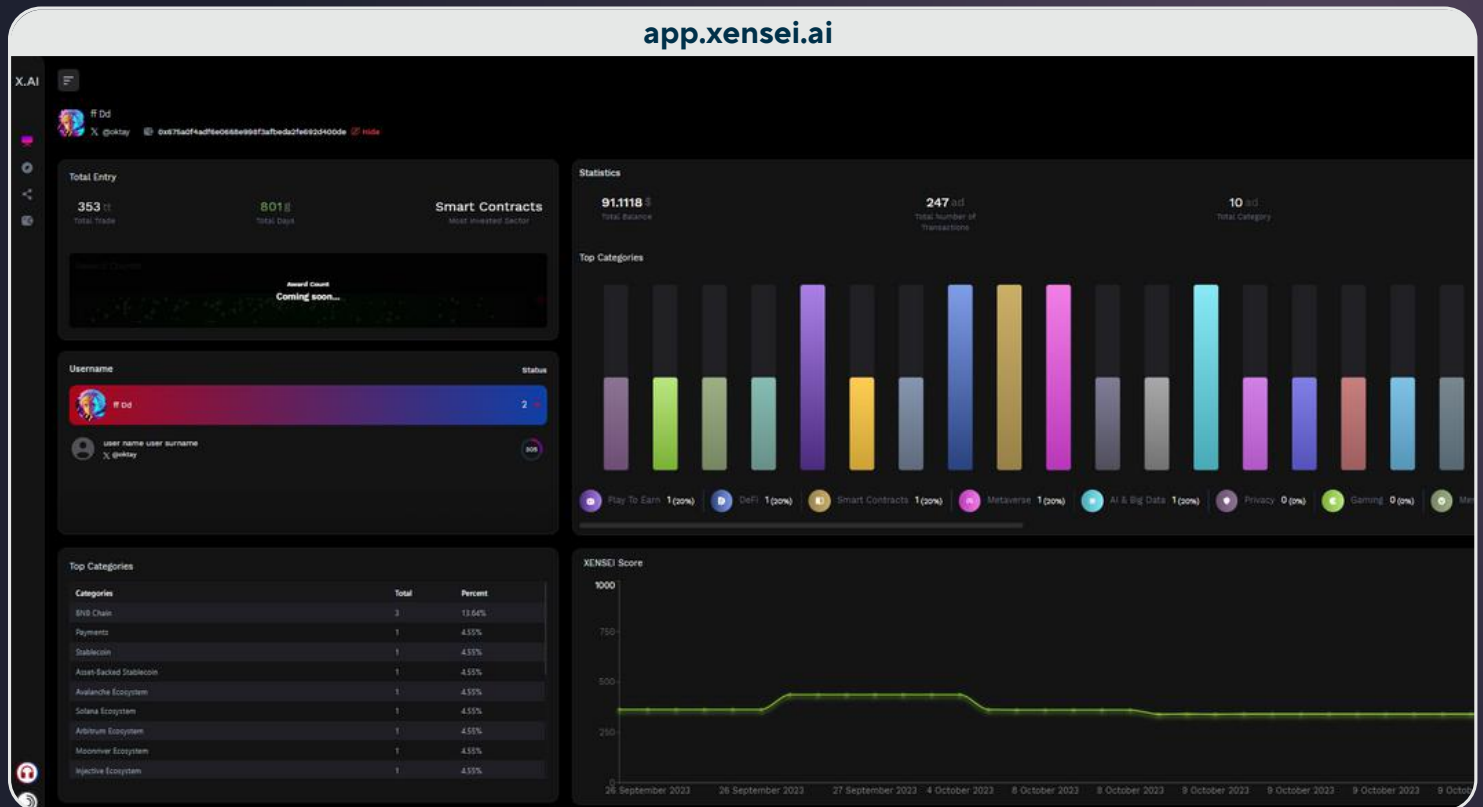 app.xensei.ai
X.AI
ff Dd
@oktay
hide
Total Entry
353 ct
Total Trade
801 g
Total Days
Smart Contracts
Most Invested Sector
Award Count
Coming soon...
Statistics
91.1118 $
Total Balance
247 ad
Total Number of
Transactions
10 ad
Total Category
Top Categories
Play To Earn 1 (20%)
DeFi 1 (20%)
Smart Contracts 1 (20%)
Metaverse 1 (20%)
AI & Big Data 1 (20%)
Privacy 0 (0%)
Gaming 0 (0%)
Username
Status
ff Dd
2
user name user surname
@oktay
305
Top Categories
Categories Total Percent
BNB Chain 3 13.64%
Payments 1 4.55%
Stablecoin 1 4.55%
Asset-Backed Stablecoin 1 4.55%
Avalanche Ecosystem 1 4.55%
Solana Ecosystem 1 4.55%
Arbitrum Ecosystem 1 4.55%
Moonriver Ecosystem 1 4.55%
Injective Ecosystem 1 4.55%
XENSEI Score
1000
750
500
250
0
26 September 2023
26 September 2023
27 September 2023
4 October 2023
8 October 2023
8 October 2023
9 October 2023
9 October 2023
9 October 2023